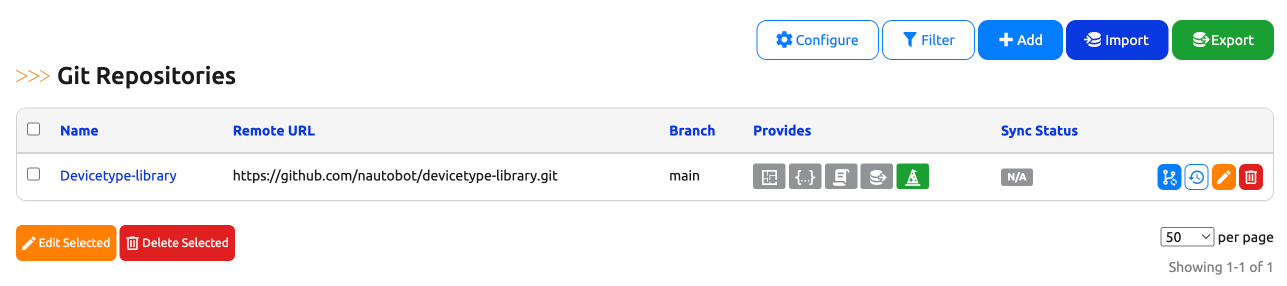 Configure Filter Add Import Export
>>> Git Repositories
Name Remote URL Branch Provides Sync Status
Devicetype-library https://github.com/nautobot/devicetype-library.git main {...} N/A
Edit Selected Delete Selected 50 per page
Showing 1-1 of 1